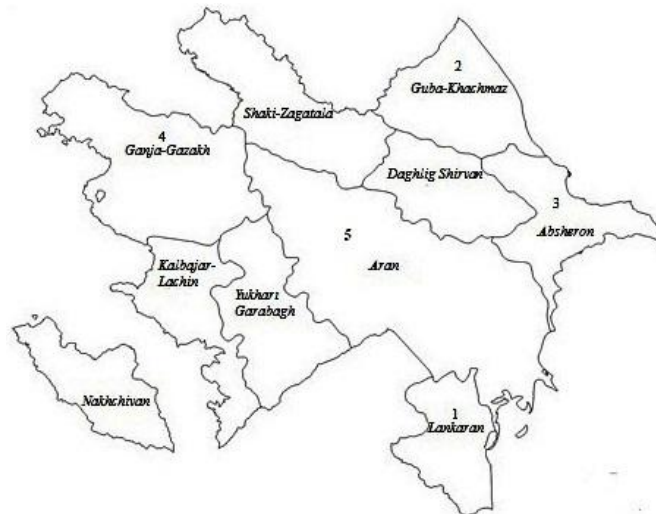 2
Guba-Khachmaz
Shaki-Zagatala
4
Ganja-Gazakh
Daghlig Shirvan
3
Absheron
5
Aran
Kalbajar-
Lachin
Yukhari
Garabagh
Nakhchivan
1
Lankaran